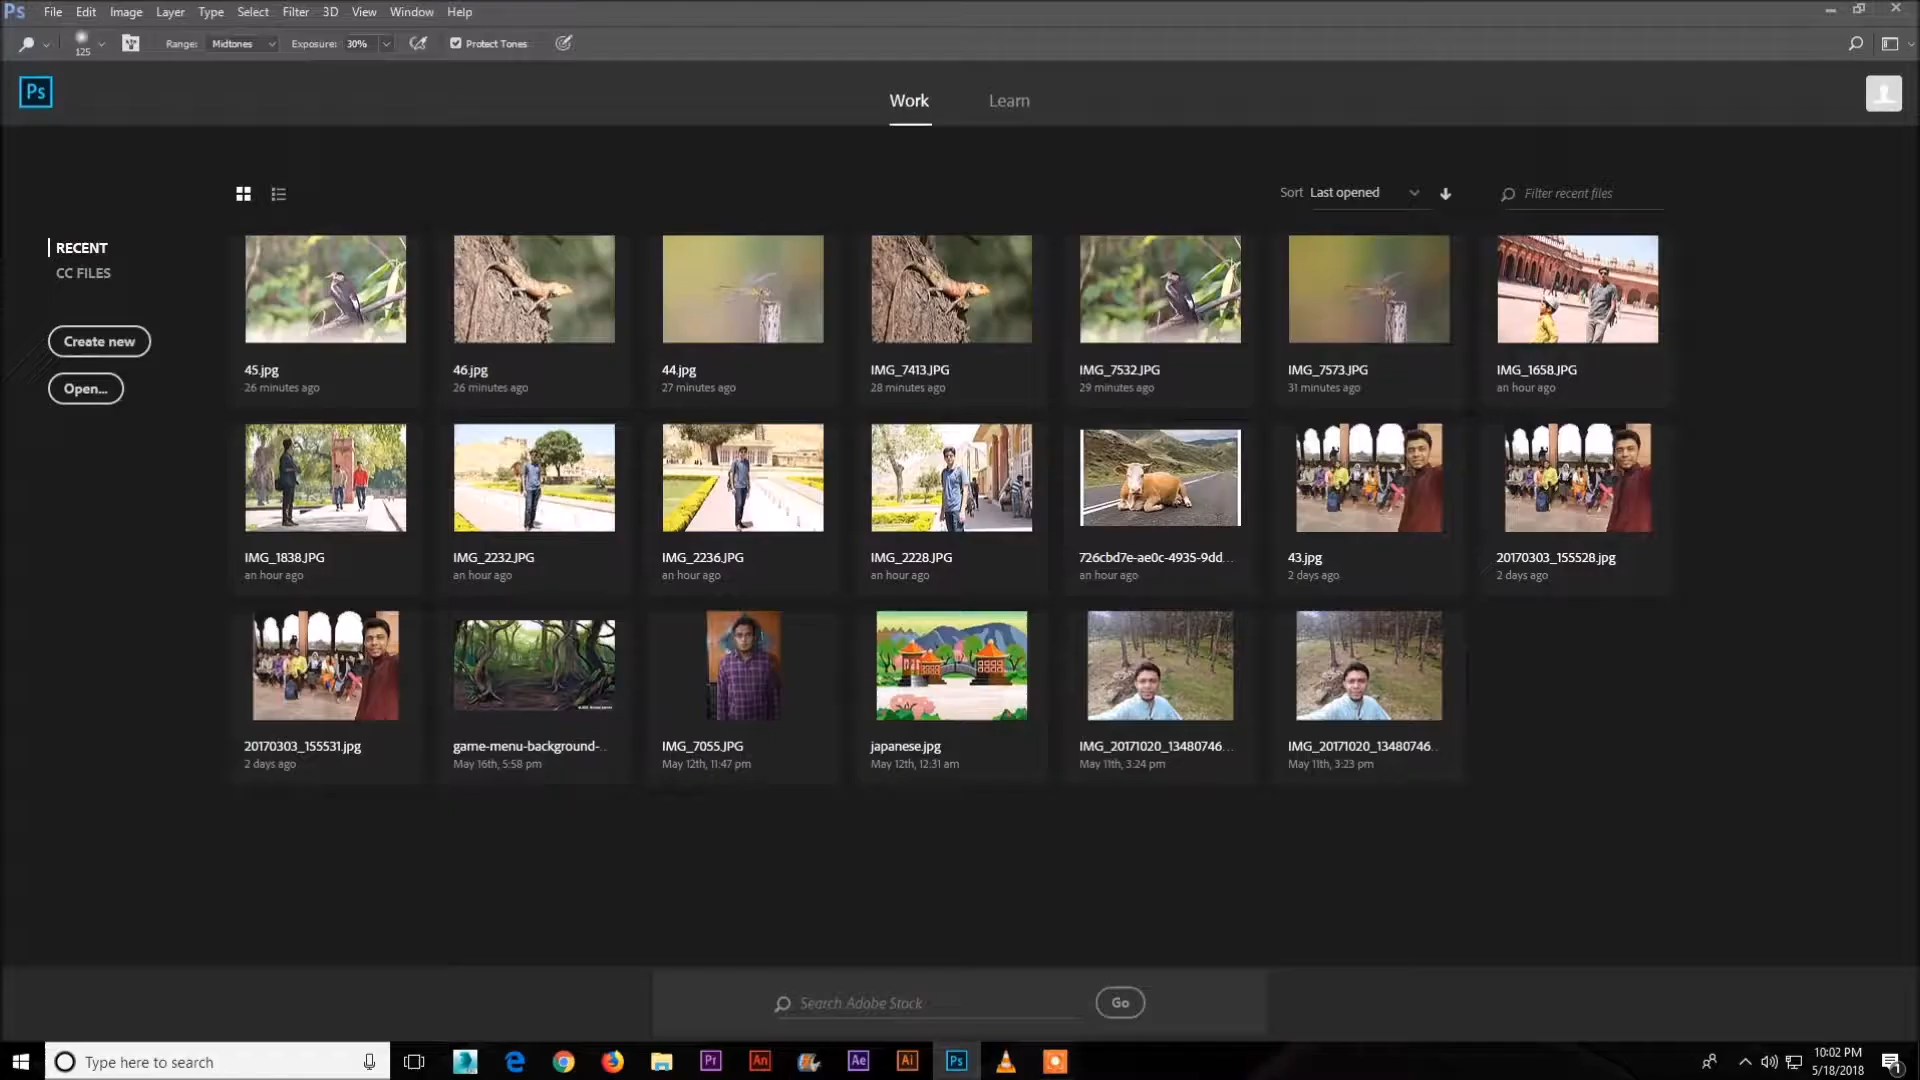 Ps File Edit Image Layer Type Select Filter 3D View Window Help
125 Range: Midtones Exposure: 30% Protect Tones
Ps Work Learn
Sort Last opened Filter recent files
RECENT
CC FILES
Create new
Open...
45.jpg 46.jpg 44.jpg IMG_7413.JPG IMG_7532.JPG IMG_7573.JPG IMG_1658.JPG
26 minutes ago 26 minutes ago 27 minutes ago 28 minutes ago 29 minutes ago 31 minutes ago an hour ago
IMG_1838.JPG IMG_2232.JPG IMG_2236.JPG IMG_2228.JPG 726cbd7e-ae0c-4935-9dd... 43.jpg 20170303_155528.jpg
an hour ago an hour ago an hour ago an hour ago an hour ago 2 days ago 2 days ago
20170303_155531.jpg game-menu-background-.. IMG_7055.JPG japanese.jpg IMG_20171020_13480746... IMG_20171020_13480746..
2 days ago May 16th, 5:58 pm May 12th, 11:47 pm May 12th, 12:31 am May 11th, 3:24 pm May 11th, 3:23 pm
Search Adobe Stock Go
Type here to search Pr An Ae Ai Ps 10:02 PM
5/18/2018 1